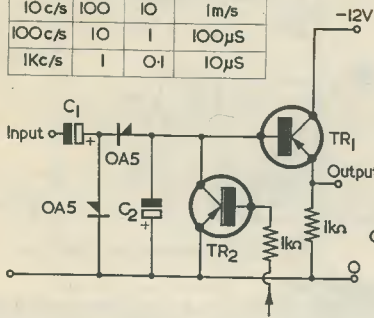 10c/s 100 10 1m/s
100c/s 10 1 100µS
1Kc/s 1 0·1 10µS
-12V
C1
Input
+
OA5
TR1
Output
OA5
C2
+
TR2
1kΩ
1kΩ
O